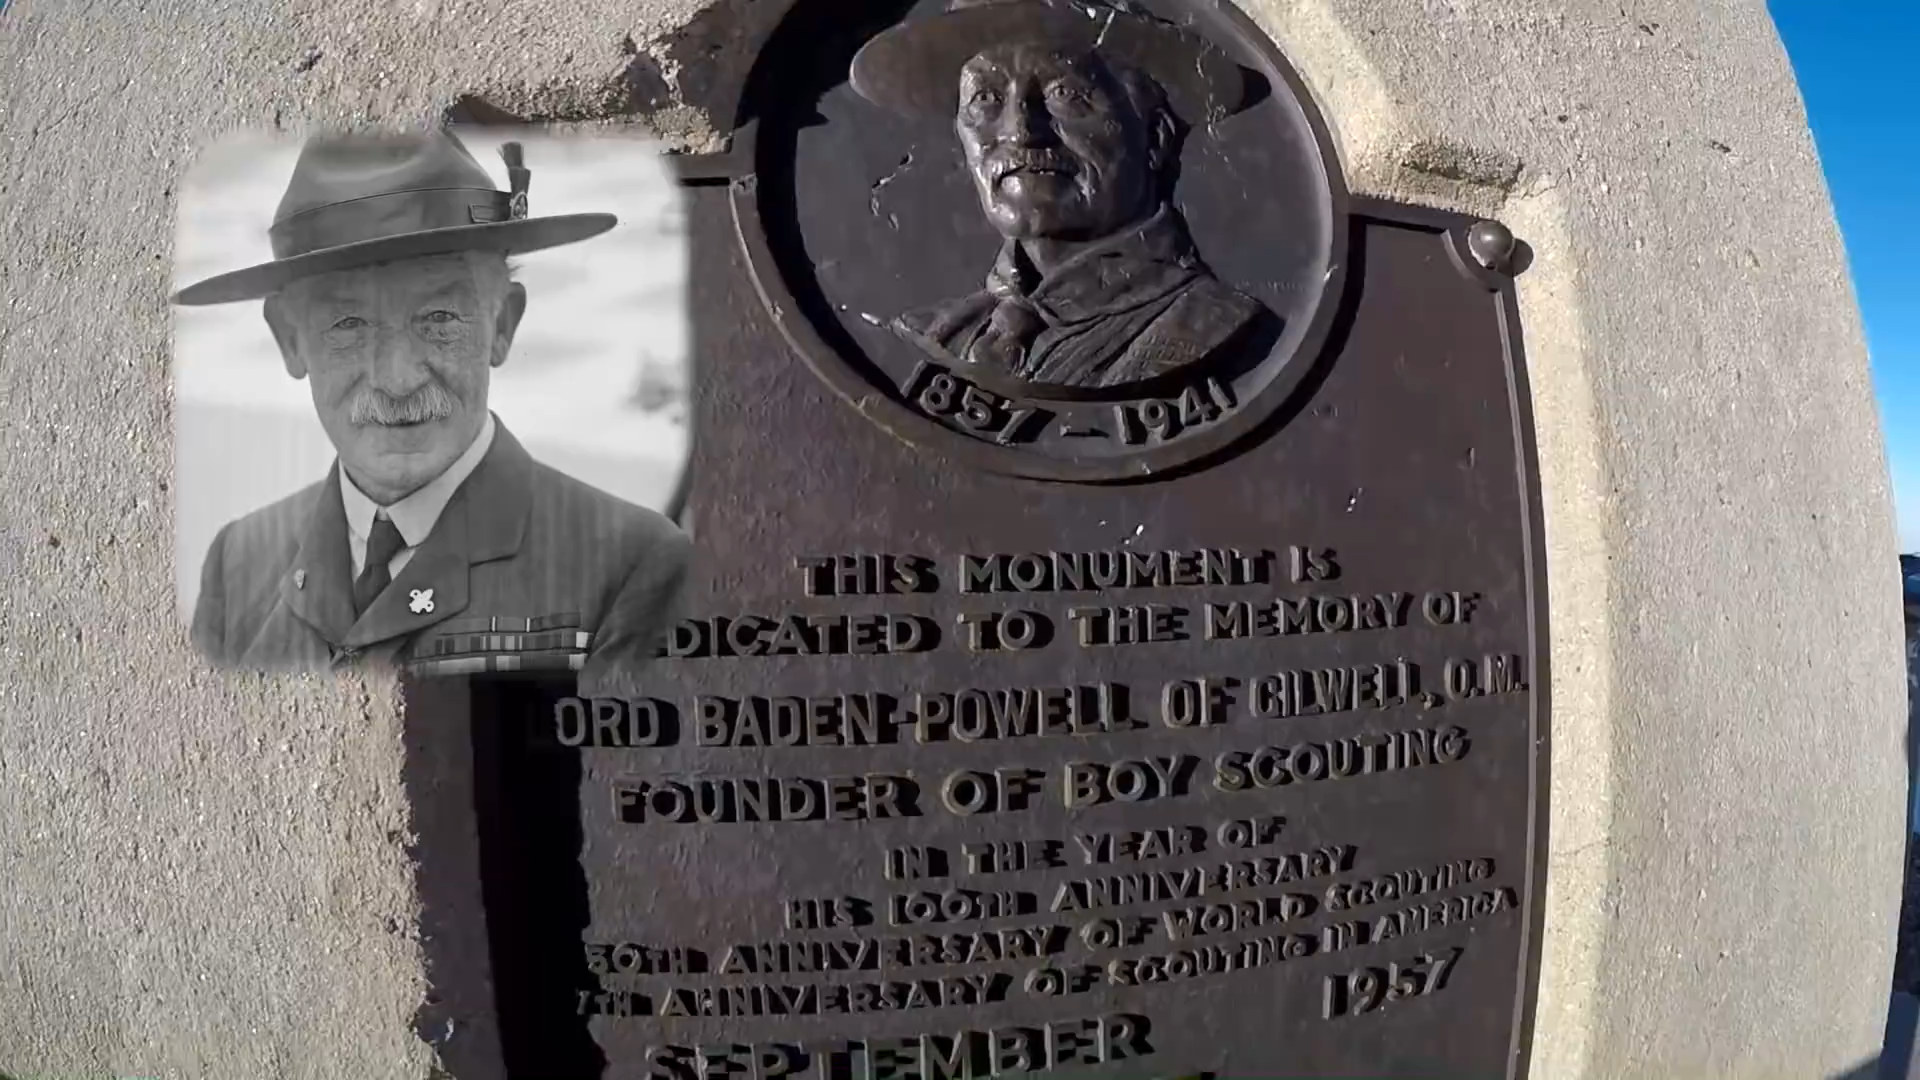 1857-1941
THIS MONUMENT IS
DICATED TO THE MEMORY OF
ORD BADEN-POWELL OF GILWELL, O.M.
FOUNDER OF BOY SCOUTING
IN THE YEAR OF
HIS 100TH ANNIVERSARY
50TH ANNIVERSARY OF WORLD SCOUTING
7TH ANNIVERSARY OF SCOUTING IN AMERICA
SEPTEMBER 1957